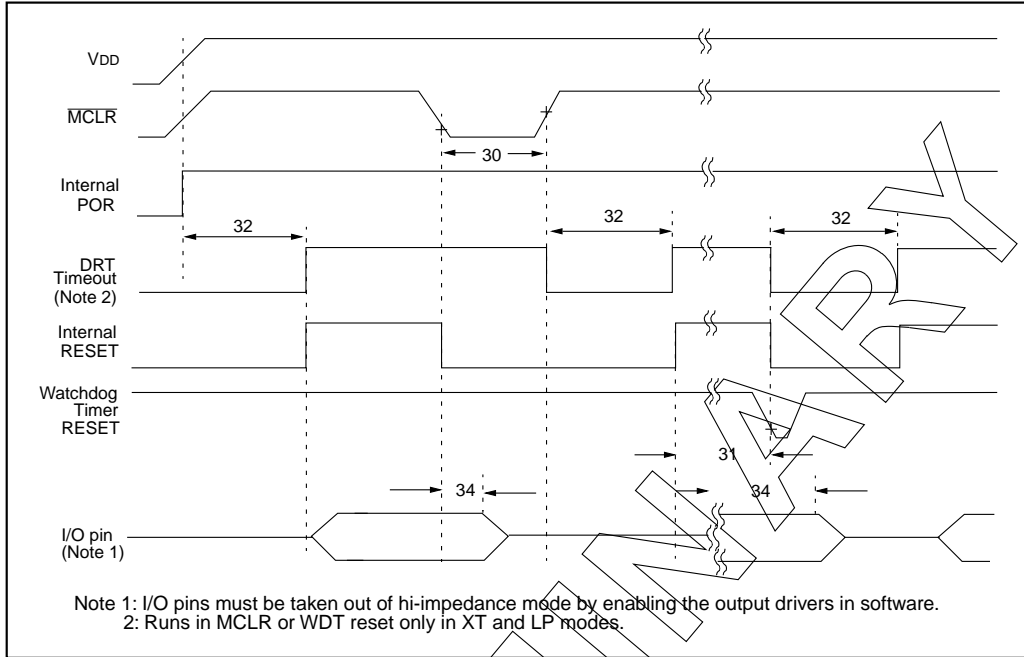 VDD
MCLR
30
Internal
POR
32
32
32
DRT
Timeout
(Note 2)
Internal
RESET
Watchdog
Timer
RESET
31
34
34
I/O pin
(Note 1)
Note 1: I/O pins must be taken out of hi-impedance mode by enabling the output drivers in software.
2: Runs in MCLR or WDT reset only in XT and LP modes.
INARY